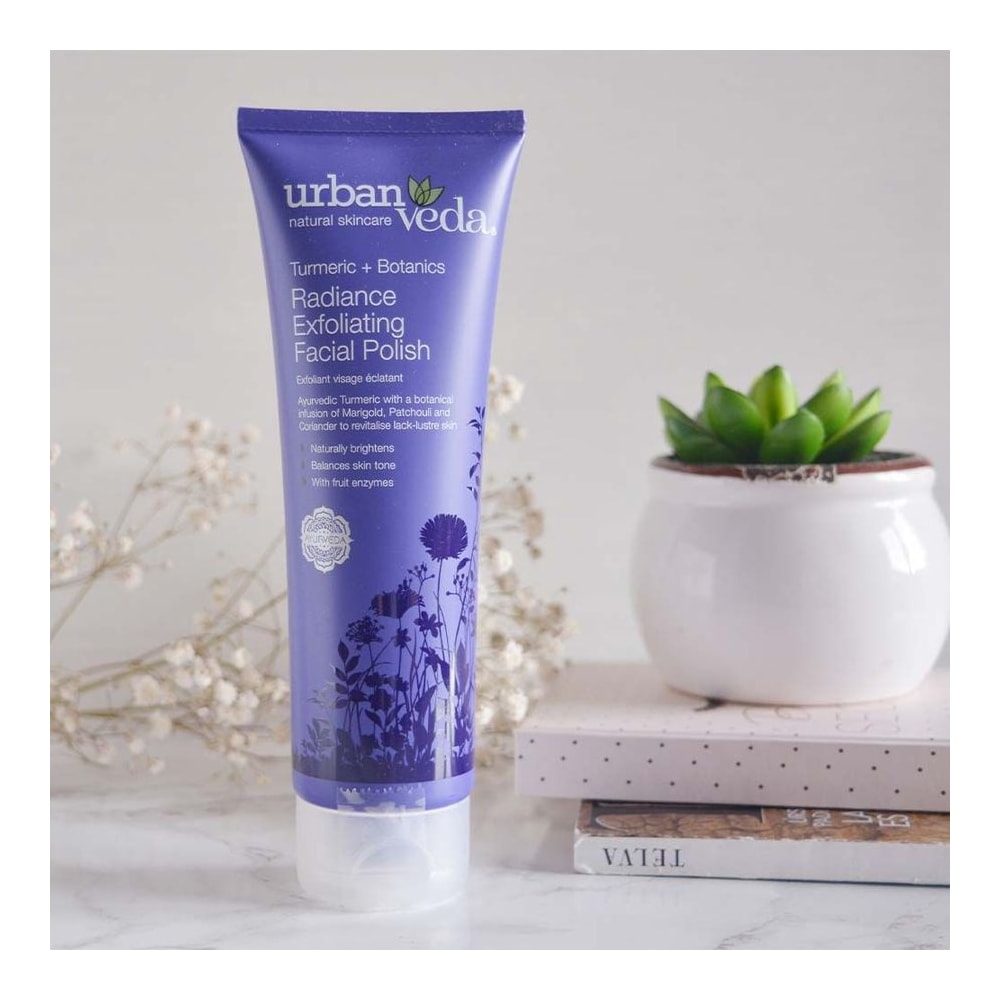 urban
natural skincare veda
Turmeric + Botanics
Radiance
Exfoliating
Facial Polish
Exfoliant visage éclatant
Ayurvedic Turmeric with a botanical
infusion of Marigold, Patchouli and
Coriander to revitalise lack-lustre skin
Naturally brightens
Balances skin tone
With fruit enzymes
AYURVEDA
TELVA